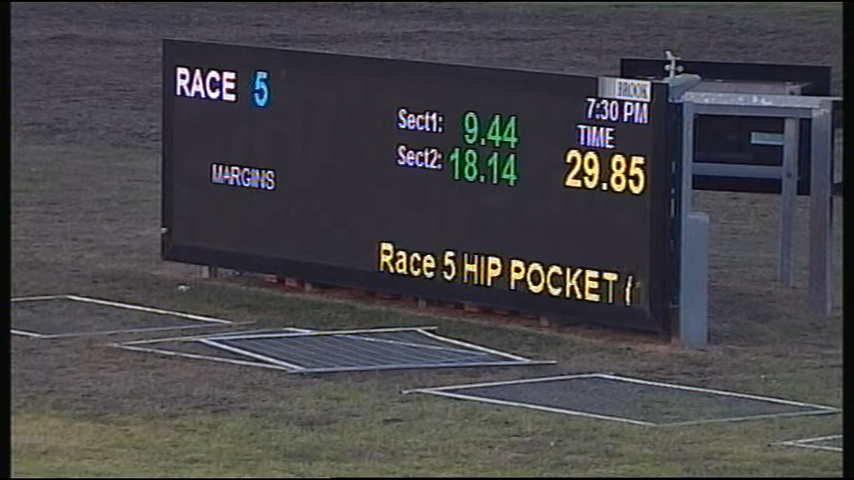 BROOK
RACE 5
7:30 PM
Sect1: 9.44
TIME
Sect2: 18.14
29.85
MARGINS
Race 5 HIP POCKET (